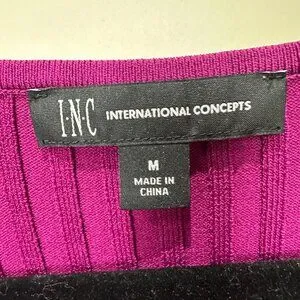 I·N·C INTERNATIONAL CONCEPTS
M
MADE IN
CHINA